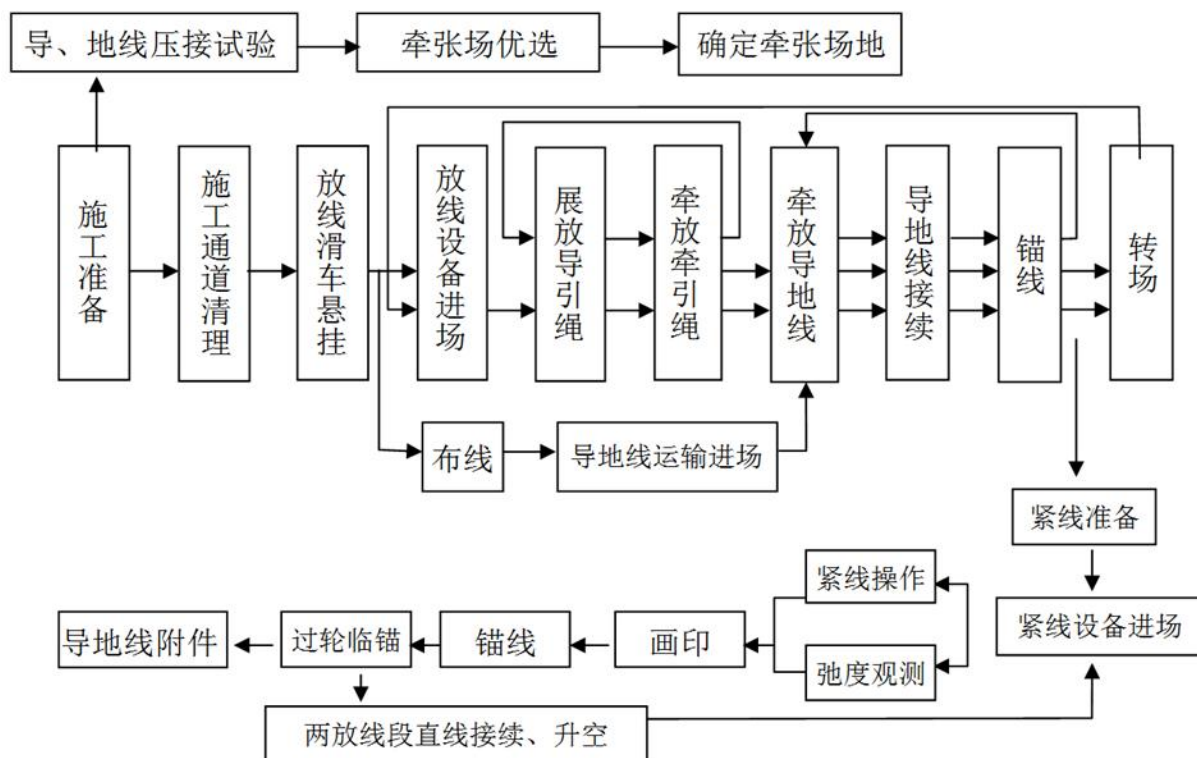 导、地线压接试验
牵张场优选
确定牵张场地
施工准备
施工通道清理
放线滑车悬挂
放线设备进场
展放导引绳
牵放牵引绳
牵放导地线
导地线接续
锚线
转场
布线
导地线运输进场
紧线准备
紧线操作
导地线附件
过轮临锚
锚线
画印
紧线设备进场
弛度观测
两放线段直线接续、升空